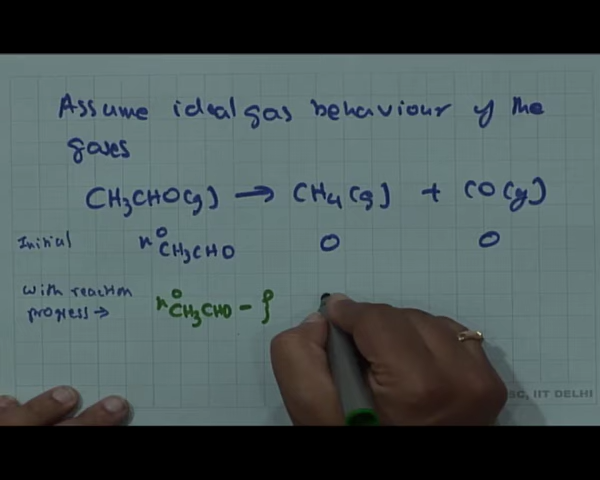 Assume ideal gas behaviour of the
gases
CH3CHO(g) → CH4(g) + CO(g)
Initial n°CH3CHO 0 0
with reaction
progress → n°CH3CHO - ξ
SC, IIT DELHI